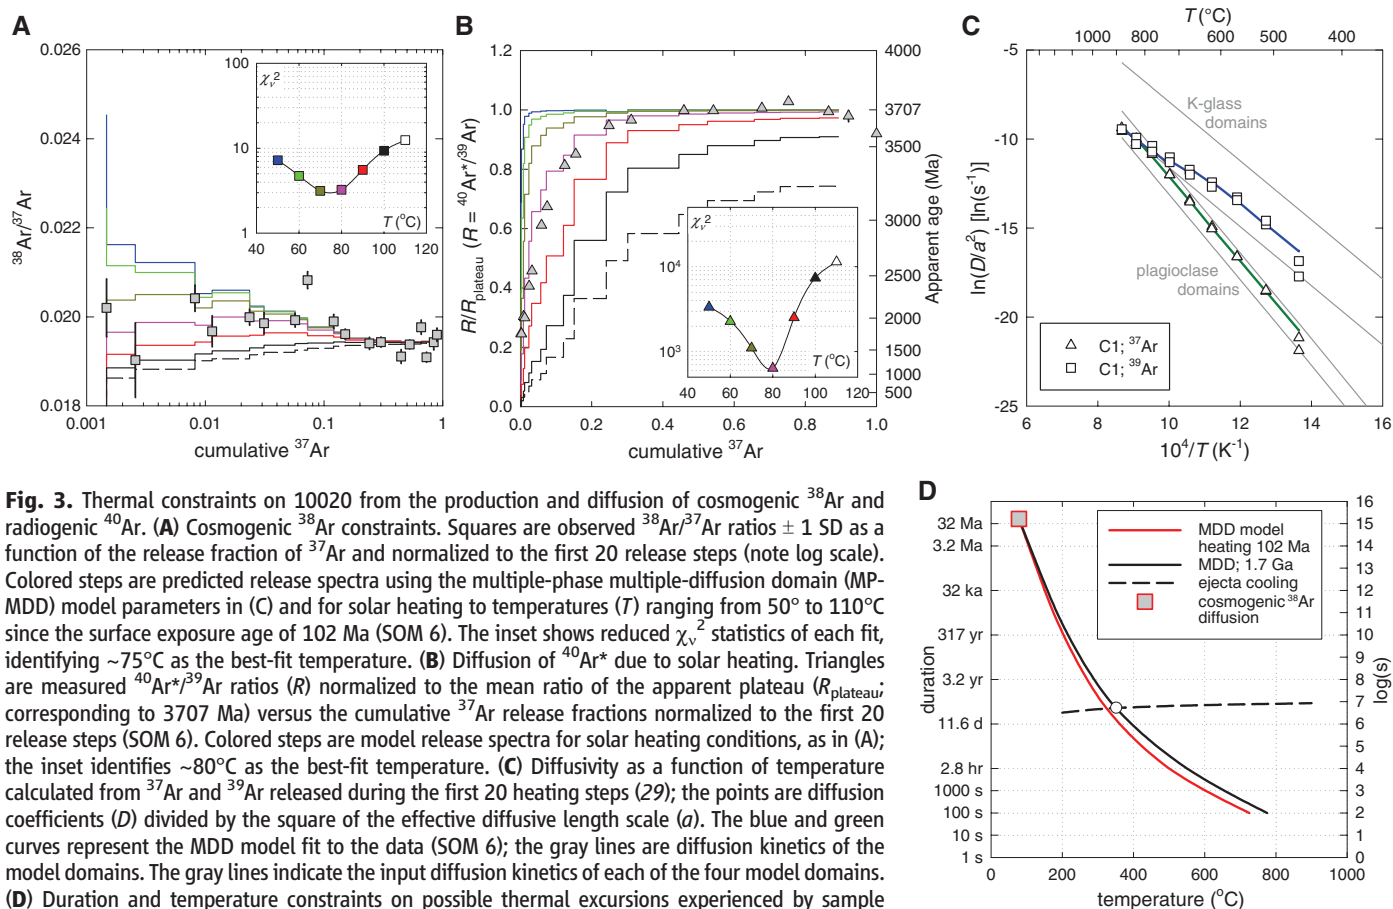 A
0.026
0.024
0.022
0.020
0.018
³⁸Ar/³⁷Ar
0.001
0.01
0.1
1
cumulative ³⁷Ar
100
10
1
χᵥ²
T (°C)
40 60 80 100 120
B
1.2
1.0
0.8
0.6
0.4
0.2
0.0
R/Rplateau (R = ⁴⁰Ar*/³⁹Ar)
0.0 0.2 0.4 0.6 0.8 1.0
cumulative ³⁷Ar
4000
3707
3500
3000
2500
2000
1500
1000
500
Apparent age (Ma)
χᵥ²
10⁴
10³
T (°C)
40 60 80 100 120
C
T (°C)
1000 800 600 500 400
-5
-10
-15
-20
-25
ln(D/a²) [ln(s⁻¹)]
K-glass
domains
plagioclase
domains
C1; ³⁷Ar
C1; ³⁹Ar
6 8 10 12 14 16
10⁴/T (K⁻¹)
Fig. 3. Thermal constraints on 10020 from the production and diffusion of cosmogenic ³⁸Ar and
radiogenic ⁴⁰Ar. (A) Cosmogenic ³⁸Ar constraints. Squares are observed ³⁸Ar/³⁷Ar ratios ± 1 SD as a
function of the release fraction of ³⁷Ar and normalized to the first 20 release steps (note log scale).
Colored steps are predicted release spectra using the multiple-phase multiple-diffusion domain (MP-
MDD) model parameters in (C) and for solar heating to temperatures (T) ranging from 50° to 110°C
since the surface exposure age of 102 Ma (SOM 6). The inset shows reduced χᵥ² statistics of each fit,
identifying ~75°C as the best-fit temperature. (B) Diffusion of ⁴⁰Ar* due to solar heating. Triangles
are measured ⁴⁰Ar*/³⁹Ar ratios (R) normalized to the mean ratio of the apparent plateau (Rplateau;
corresponding to 3707 Ma) versus the cumulative ³⁷Ar release fractions normalized to the first 20
release steps (SOM 6). Colored steps are model release spectra for solar heating conditions, as in (A);
the inset identifies ~80°C as the best-fit temperature. (C) Diffusivity as a function of temperature
calculated from ³⁷Ar and ³⁹Ar released during the first 20 heating steps (29); the points are diffusion
coefficients (D) divided by the square of the effective diffusive length scale (a). The blue and green
curves represent the MDD model fit to the data (SOM 6); the gray lines are diffusion kinetics of the
model domains. The gray lines indicate the input diffusion kinetics of each of the four model domains.
(D) Duration and temperature constraints on possible thermal excursions experienced by sample
D
32 Ma
3.2 Ma
32 ka
317 yr
3.2 yr
11.6 d
2.8 hr
1000 s
100 s
10 s
1 s
duration
MDD model
heating 102 Ma
MDD; 1.7 Ga
ejecta cooling
cosmogenic ³⁸Ar
diffusion
16
15
14
13
12
11
10
9
8
7
6
5
4
3
2
1
0
log(s)
0 200 400 600 800 1000
temperature (°C)